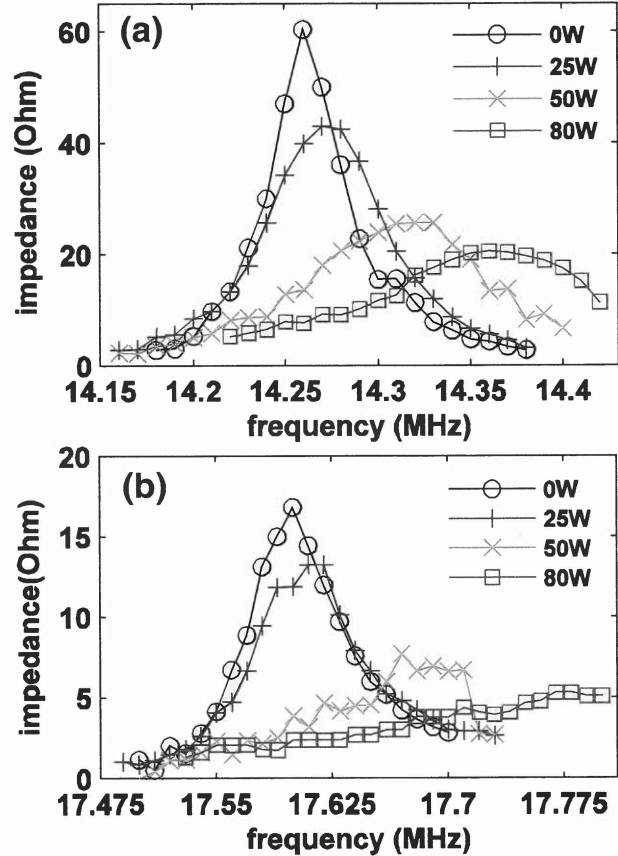 (a)
0W
25W
50W
80W
60
40
20
0
impedance (Ohm)
14.15 14.2 14.25 14.3 14.35 14.4
frequency (MHz)
(b)
0W
25W
50W
80W
20
15
10
5
0
impedance(Ohm)
17.475 17.55 17.625 17.7 17.775
frequency (MHz)